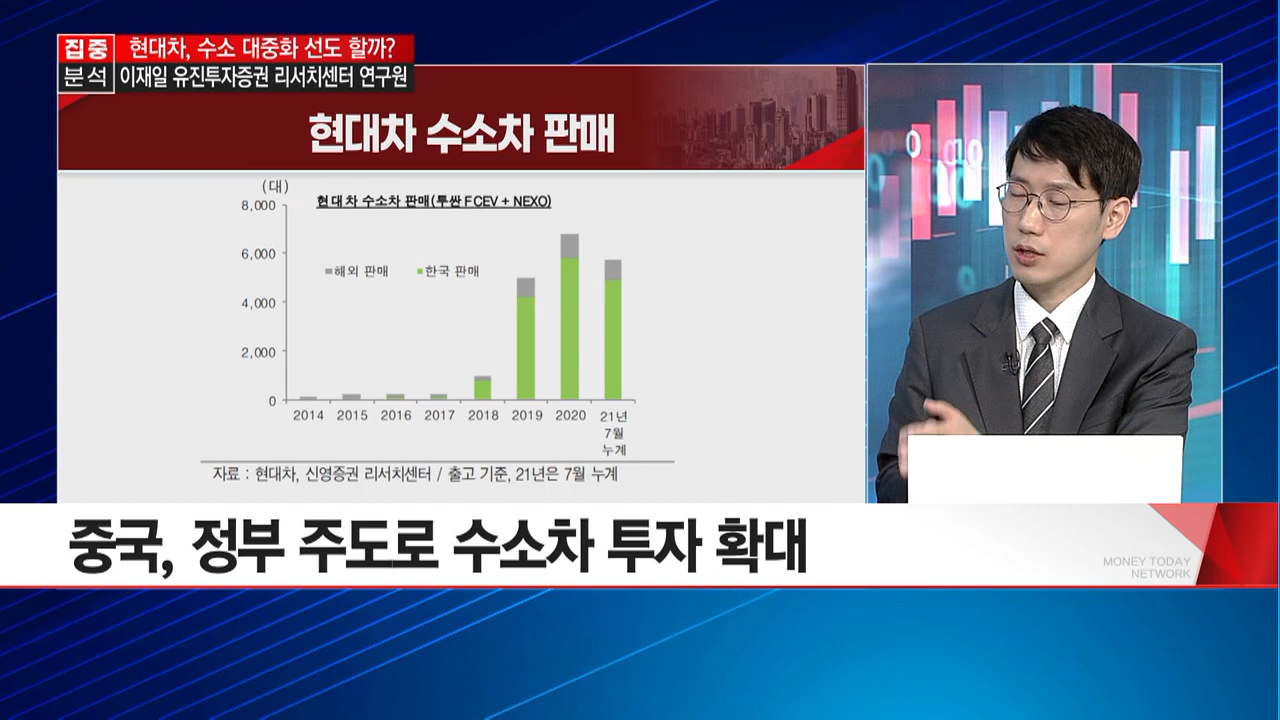 집중 현대차, 수소 대중화 선도 할까?
분석 이재일 유진투자증권 리서치센터 연구원
현대차 수소차 판매
(대)
현대차 수소차 판매(투싼 FCEV + NEXO)
8,000
6,000
4,000
2,000
0
해외 판매 한국 판매
2014 2015 2016 2017 2018 2019 2020 21년
7월
누계
자료 : 현대차, 신영증권 리서치센터 / 출고 기준, 21년은 7월 누계
중국, 정부 주도로 수소차 투자 확대
MONEY TODAY
NETWORK